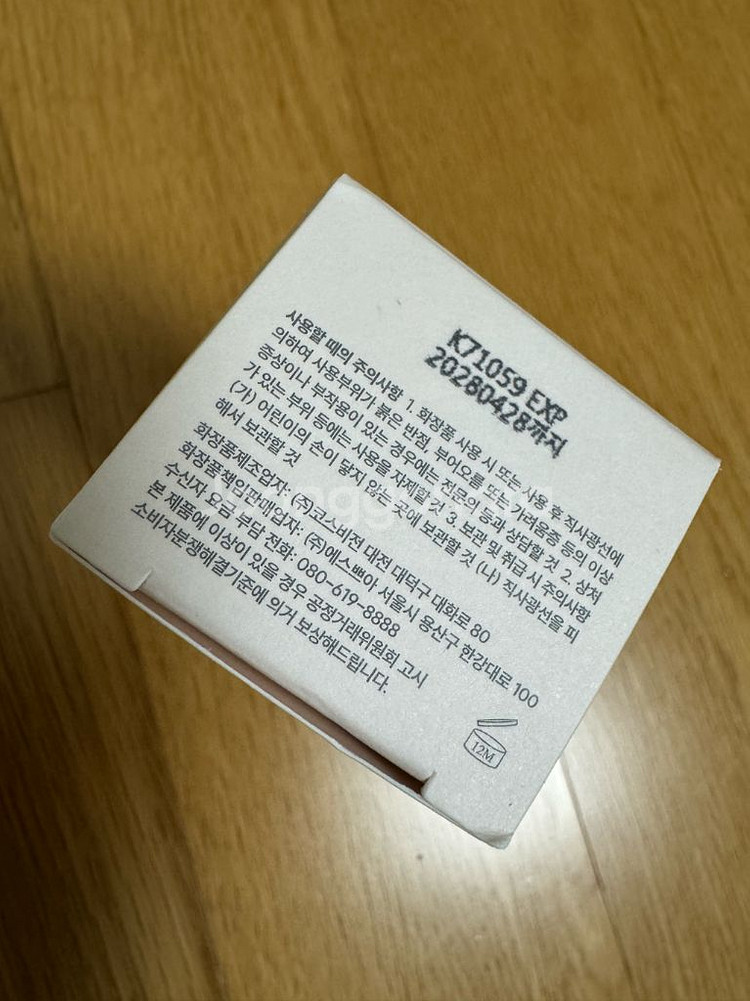 K71059 EXP
20280428까지
사용할 때의 주의사항 1. 화장품 사용 시 또는 사용 후 직사광선에
의하여 사용부위가 붉은 반점, 부어오름 또는 가려움증 등의 이상
증상이나 부작용이 있는 경우에는 전문의 등과 상담할 것 2. 상처
가 있는 부위 등에는 사용을 자제할 것 3. 보관 및 취급 시 주의사항
(가) 어린이의 손이 닿지 않는 곳에 보관할 것 (나) 직사광선을 피
해서 보관할 것
화장품제조업자: (주)코스비전 대전 대덕구 대화로 80
화장품책임판매업자: (주)에스쁘아 서울시 용산구 한강대로 100
수신자 요금 부담 전화: 080-619-8888
본 제품에 이상이 있을 경우 공정거래위원회 고시
소비자분쟁해결기준에 의거 보상해드립니다.
12M